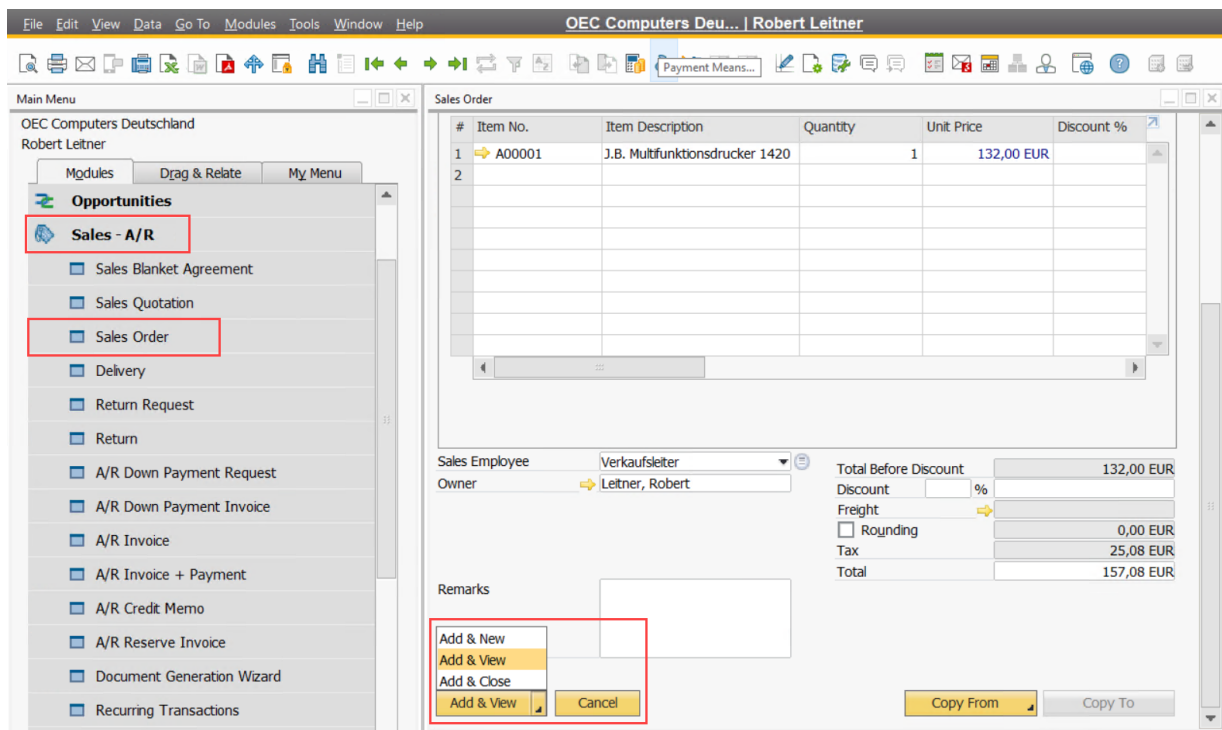 File Edit View Data Go To Modules Tools Window Help OEC Computers Deu... | Robert Leitner
Payment Means...
Main Menu
OEC Computers Deutschland
Robert Leitner
Modules Drag & Relate My Menu
Opportunities
Sales - A/R
Sales Blanket Agreement
Sales Quotation
Sales Order
Delivery
Return Request
Return
A/R Down Payment Request
A/R Down Payment Invoice
A/R Invoice
A/R Invoice + Payment
A/R Credit Memo
A/R Reserve Invoice
Document Generation Wizard
Recurring Transactions
Sales Order
# Item No. Item Description Quantity Unit Price Discount %
1 A00001 J.B. Multifunktionsdrucker 1420 1 132,00 EUR
2
Sales Employee Verkaufsleiter
Owner Leitner, Robert
Total Before Discount 132,00 EUR
Discount %
Freight
Rounding 0,00 EUR
Tax 25,08 EUR
Total 157,08 EUR
Remarks
Add & New
Add & View
Add & Close
Add & View Cancel Copy From Copy To